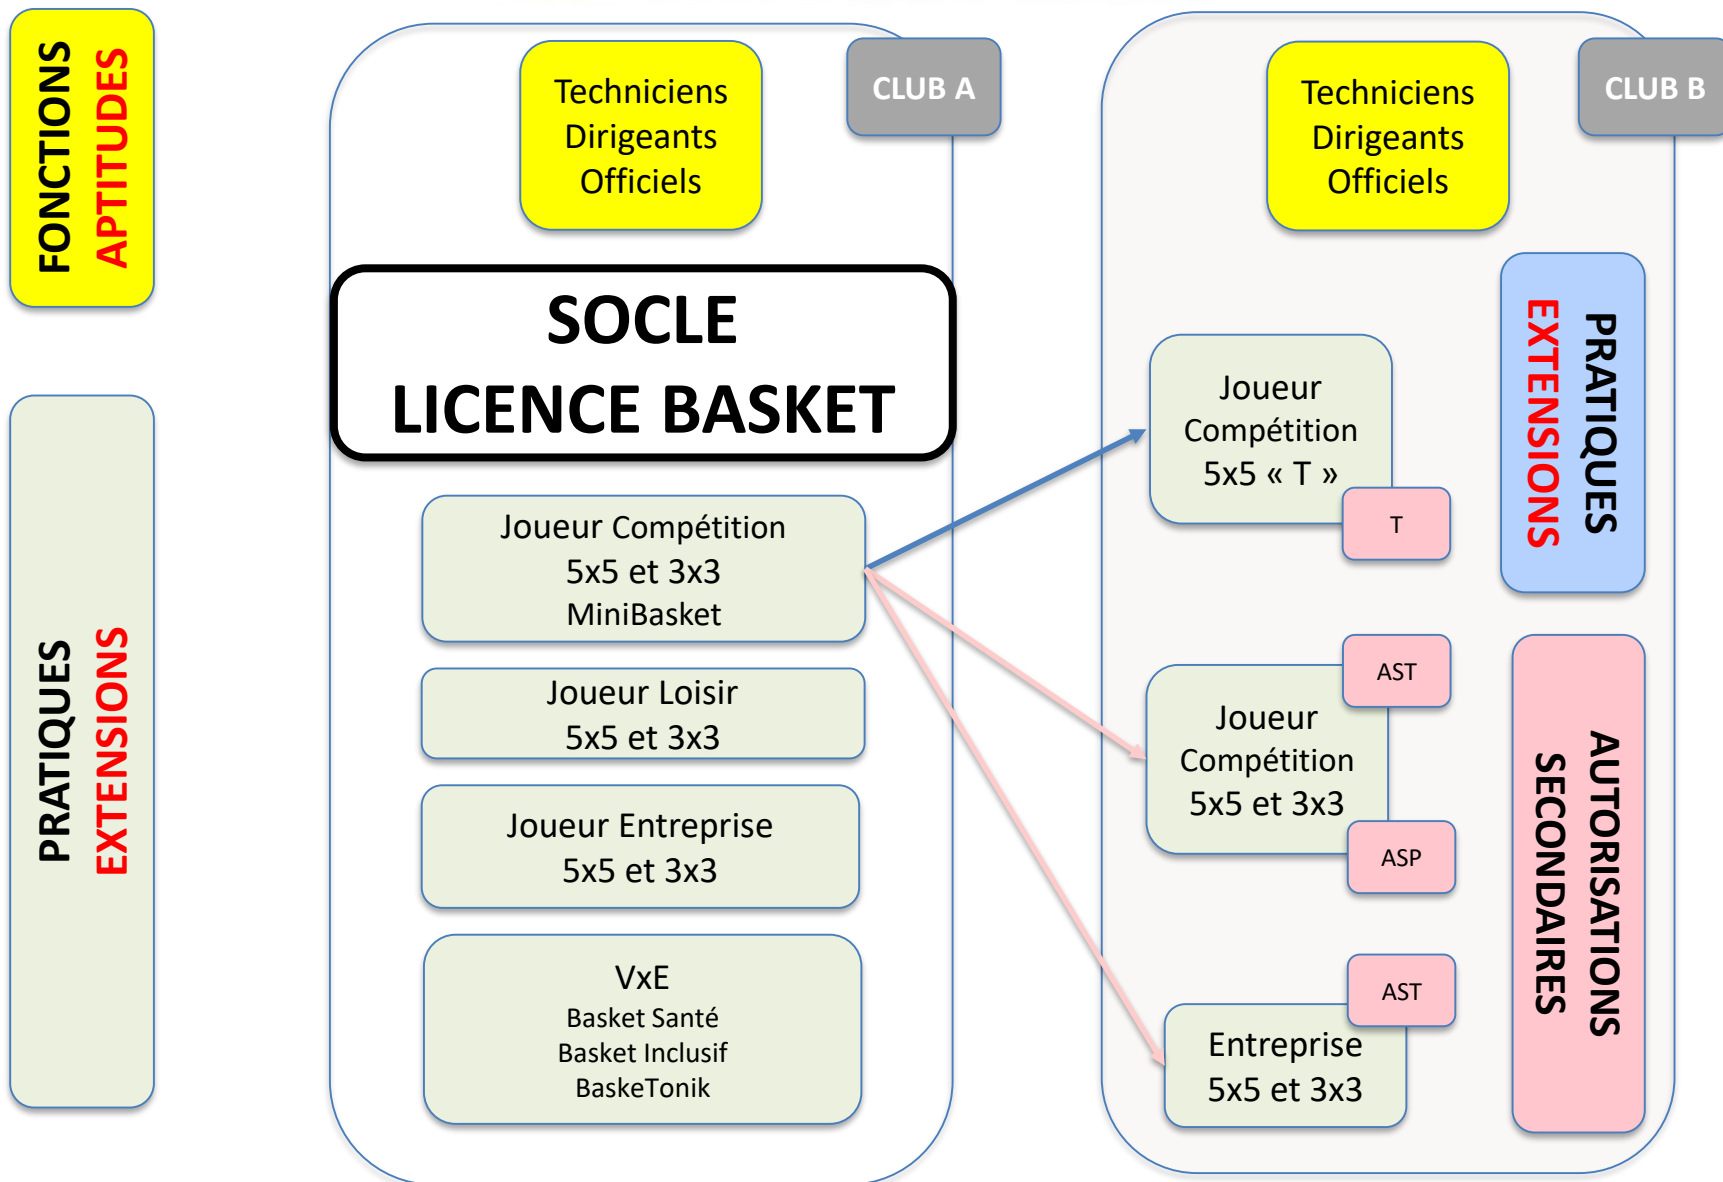 FONCTIONS
APTITUDES
PRATIQUES
EXTENSIONS
CLUB A
Techniciens
Dirigeants
Officiels
SOCLE
LICENCE BASKET
Joueur Compétition
5x5 et 3x3
MiniBasket
Joueur Loisir
5x5 et 3x3
Joueur Entreprise
5x5 et 3x3
VxE
Basket Santé
Basket Inclusif
BaskeTonik
CLUB B
Techniciens
Dirigeants
Officiels
PRATIQUES
EXTENSIONS
Joueur
Compétition
5x5 « T »
T
AST
Joueur
Compétition
5x5 et 3x3
ASP
AST
Entreprise
5x5 et 3x3
AUTORISATIONS
SECONDAIRES